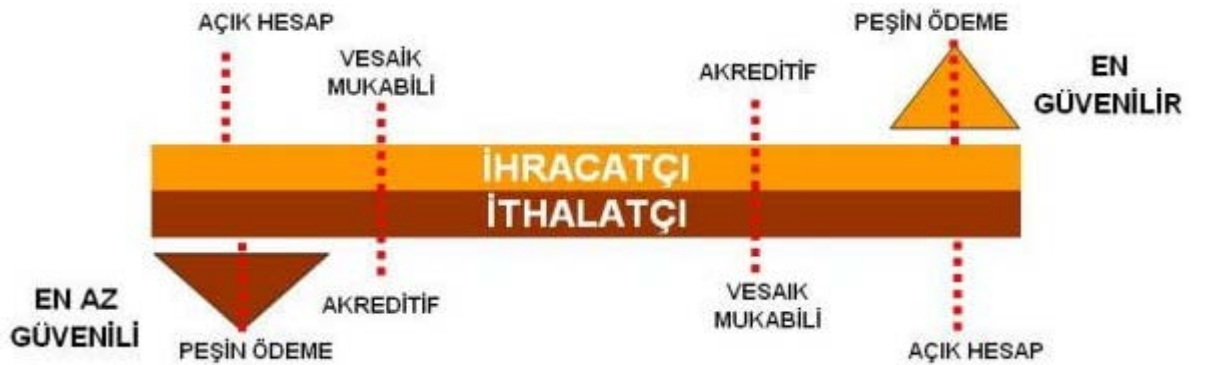 AÇIK HESAP
VESAİK
MUKABİLİ
AKREDİTİF
PEŞİN ÖDEME
EN
GÜVENİLİR
İHRACATÇI
İTHALATÇI
EN AZ
GÜVENİLİ
PEŞİN ÖDEME
AKREDİTİF
VESAIK
MUKABİLİ
AÇIK HESAP